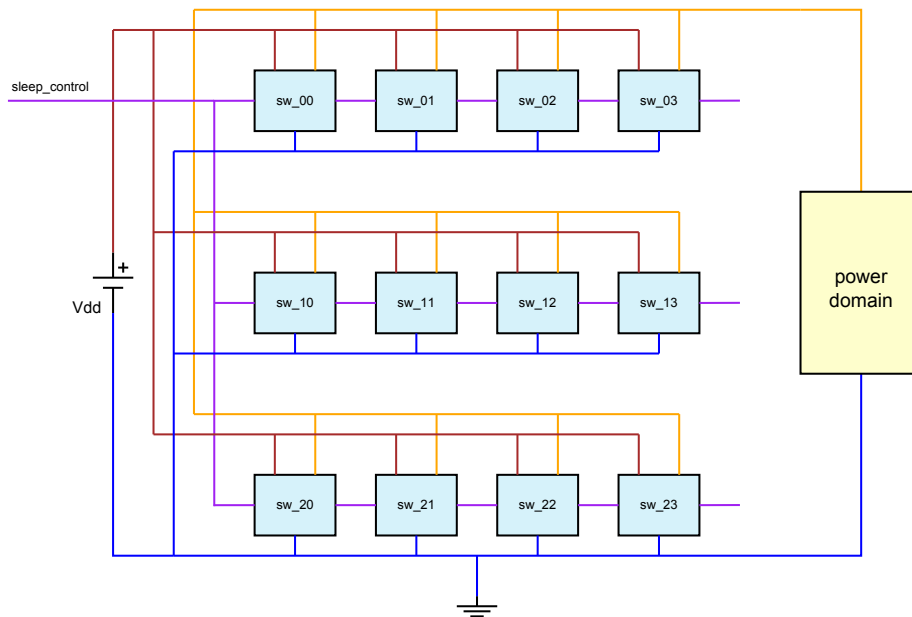 sleep_control
sw_00
sw_01
sw_02
sw_03
+
Vdd
sw_10
sw_11
sw_12
sw_13
power
domain
sw_20
sw_21
sw_22
sw_23